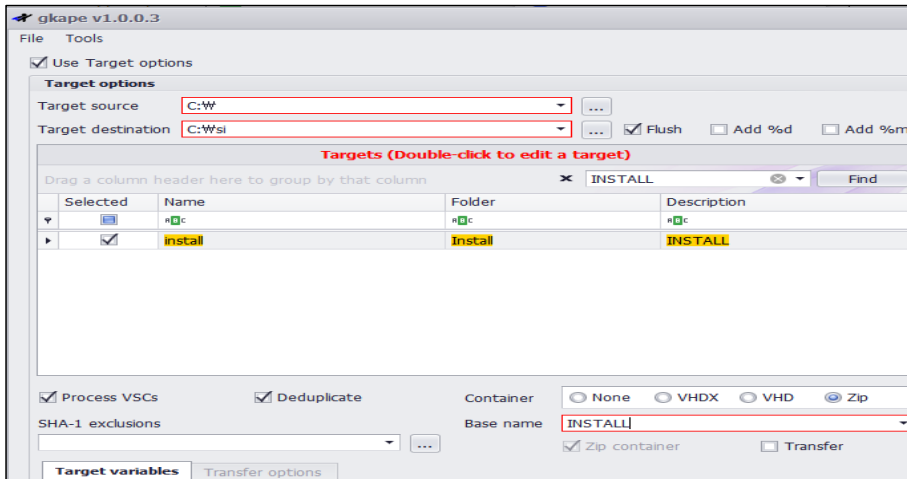 gkape v1.0.0.3
File Tools
Use Target options
Target options
Target source C:₩ ...
Target destination C:₩si ... Flush Add %d Add %m
Targets (Double-click to edit a target)
Drag a column header here to group by that column INSTALL Find
Selected Name Folder Description
ABC ABC ABC
install Install INSTALL
Process VSCs Deduplicate Container None VHDX VHD Zip
SHA-1 exclusions Base name INSTALL
... Zip container Transfer
Target variables Transfer options